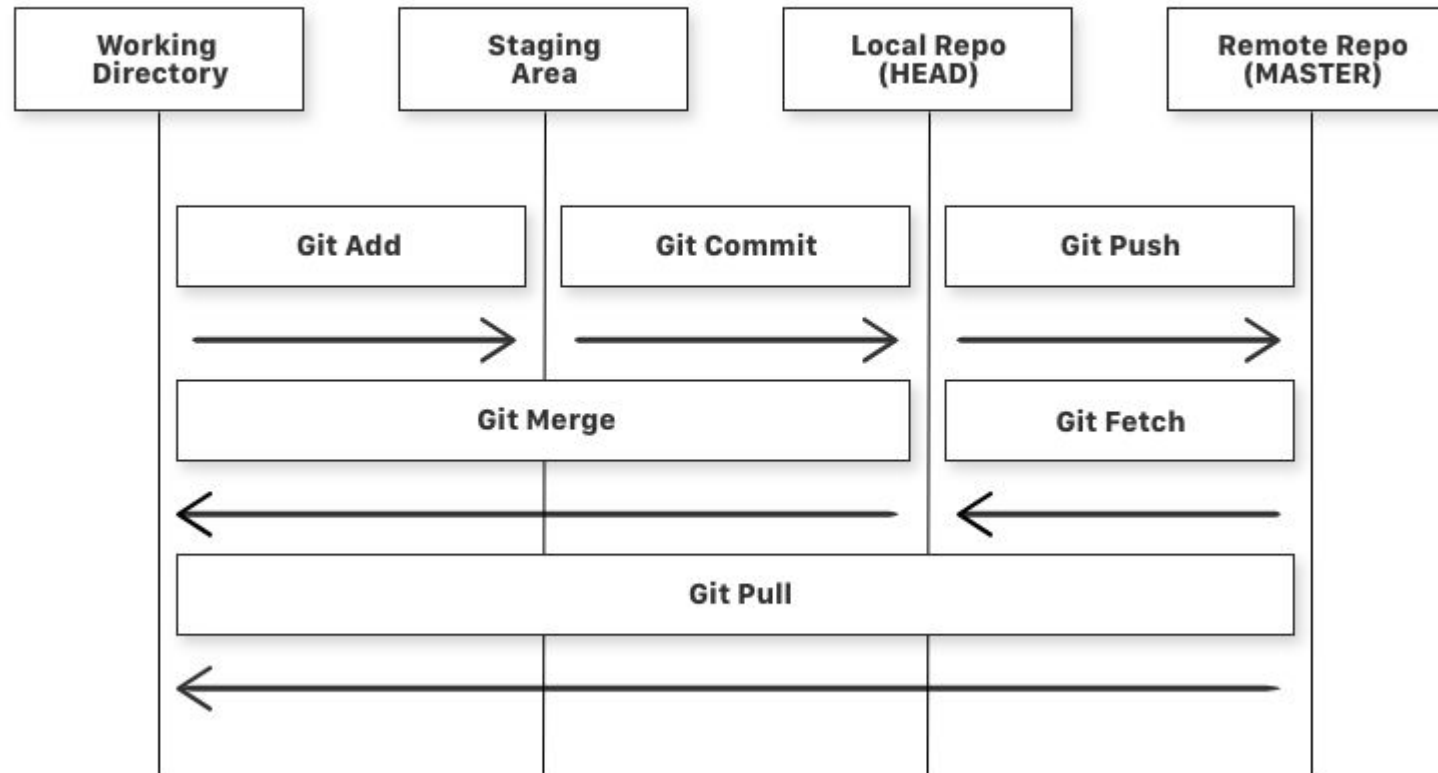 Working
Directory
Staging
Area
Local Repo
(HEAD)
Remote Repo
(MASTER)
Git Add
Git Commit
Git Push
Git Merge
Git Fetch
Git Pull